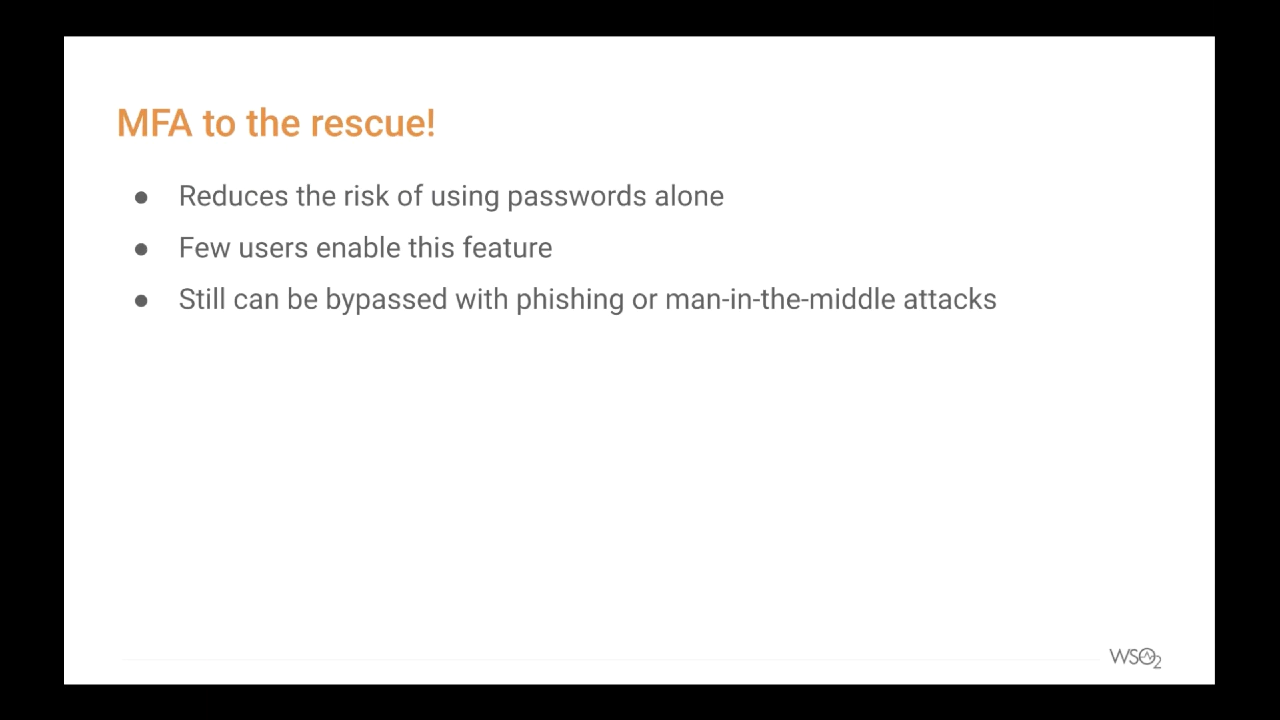 MFA to the rescue!
● Reduces the risk of using passwords alone
● Few users enable this feature
● Still can be bypassed with phishing or man-in-the-middle attacks
WSO2